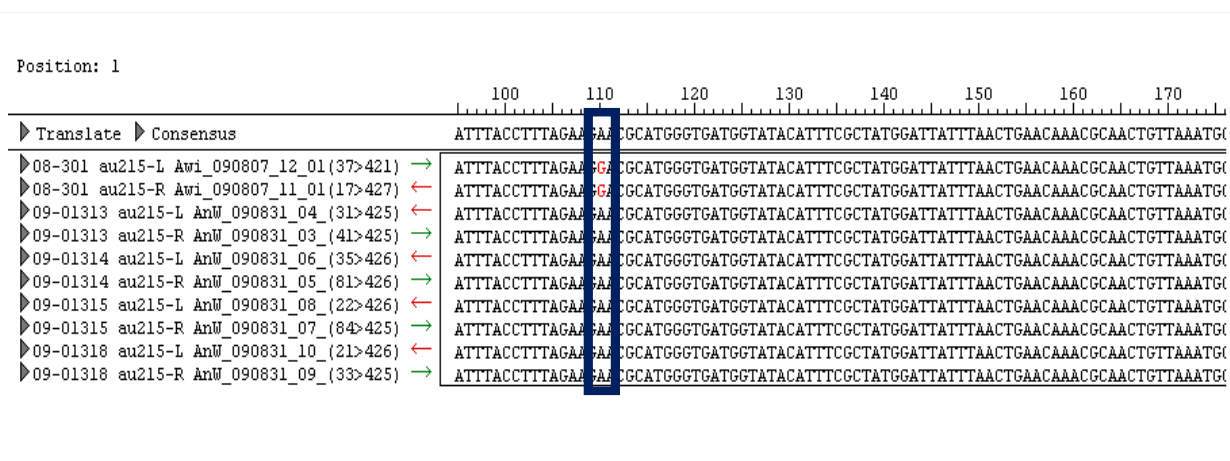 Position: 1
100 110 120 130 140 150 160 170
Translate Consensus ATTTACCTTTAGAAGAACGCATGGGTGATGGTATACATTTCGCTATGGATTATTTAACTGAACAAACGCAACTGTTAAATG
08-301 au215-L Awi_090807_12_01(37>421) → ATTTACCTTTAGAAGGACGCATGGGTGATGGTATACATTTCGCTATGGATTATTTAACTGAACAAACGCAACTGTTAAATG
08-301 au215-R Awi_090807_11_01(17>427) ← ATTTACCTTTAGAAGGACGCATGGGTGATGGTATACATTTCGCTATGGATTATTTAACTGAACAAACGCAACTGTTAAATG
09-01313 au215-L AnW_090831_04_(31>425) ← ATTTACCTTTAGAAGAACGCATGGGTGATGGTATACATTTCGCTATGGATTATTTAACTGAACAAACGCAACTGTTAAATG
09-01313 au215-R AnW_090831_03_(41>425) → ATTTACCTTTAGAAGAACGCATGGGTGATGGTATACATTTCGCTATGGATTATTTAACTGAACAAACGCAACTGTTAAATG
09-01314 au215-L AnW_090831_06_(35>426) ← ATTTACCTTTAGAAGAACGCATGGGTGATGGTATACATTTCGCTATGGATTATTTAACTGAACAAACGCAACTGTTAAATG
09-01314 au215-R AnW_090831_05_(81>426) → ATTTACCTTTAGAAGAACGCATGGGTGATGGTATACATTTCGCTATGGATTATTTAACTGAACAAACGCAACTGTTAAATG
09-01315 au215-L AnW_090831_08_(22>426) ← ATTTACCTTTAGAAGAACGCATGGGTGATGGTATACATTTCGCTATGGATTATTTAACTGAACAAACGCAACTGTTAAATG
09-01315 au215-R AnW_090831_07_(84>425) → ATTTACCTTTAGAAGAACGCATGGGTGATGGTATACATTTCGCTATGGATTATTTAACTGAACAAACGCAACTGTTAAATG
09-01318 au215-L AnW_090831_10_(21>426) ← ATTTACCTTTAGAAGAACGCATGGGTGATGGTATACATTTCGCTATGGATTATTTAACTGAACAAACGCAACTGTTAAATG
09-01318 au215-R AnW_090831_09_(33>425) → ATTTACCTTTAGAAGAACGCATGGGTGATGGTATACATTTCGCTATGGATTATTTAACTGAACAAACGCAACTGTTAAATG